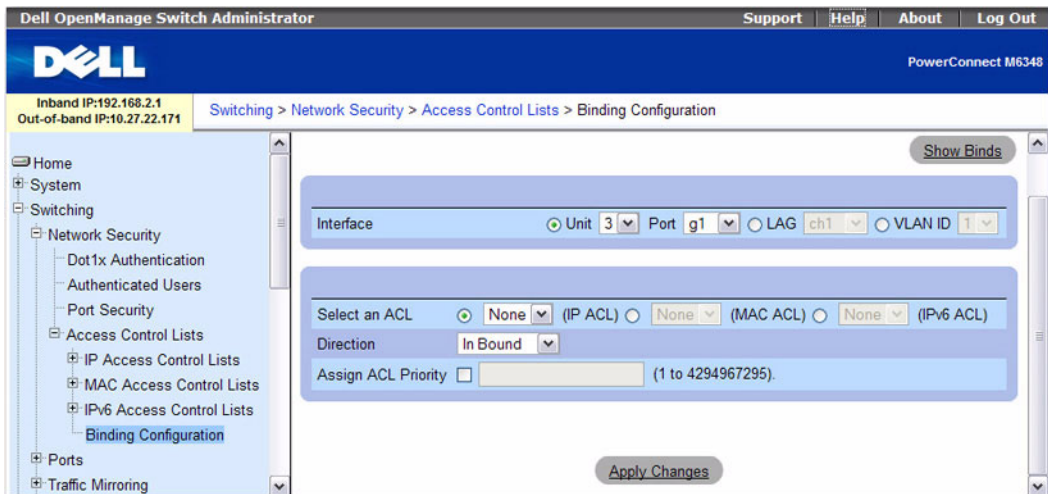 Dell OpenManage Switch Administrator
Support | Help | About | Log Out
DELL
PowerConnect M6348
Inband IP:192.168.2.1
Out-of-band IP:10.27.22.171
Switching > Network Security > Access Control Lists > Binding Configuration
Home
System
Switching
Network Security
Dot1x Authentication
Authenticated Users
Port Security
Access Control Lists
IP Access Control Lists
MAC Access Control Lists
IPv6 Access Control Lists
Binding Configuration
Ports
Traffic Mirroring
Show Binds
Interface Unit 3 Port g1 LAG ch1 VLAN ID 1
Select an ACL None (IP ACL) None (MAC ACL) None (IPv6 ACL)
Direction In Bound
Assign ACL Priority (1 to 4294967295).
Apply Changes